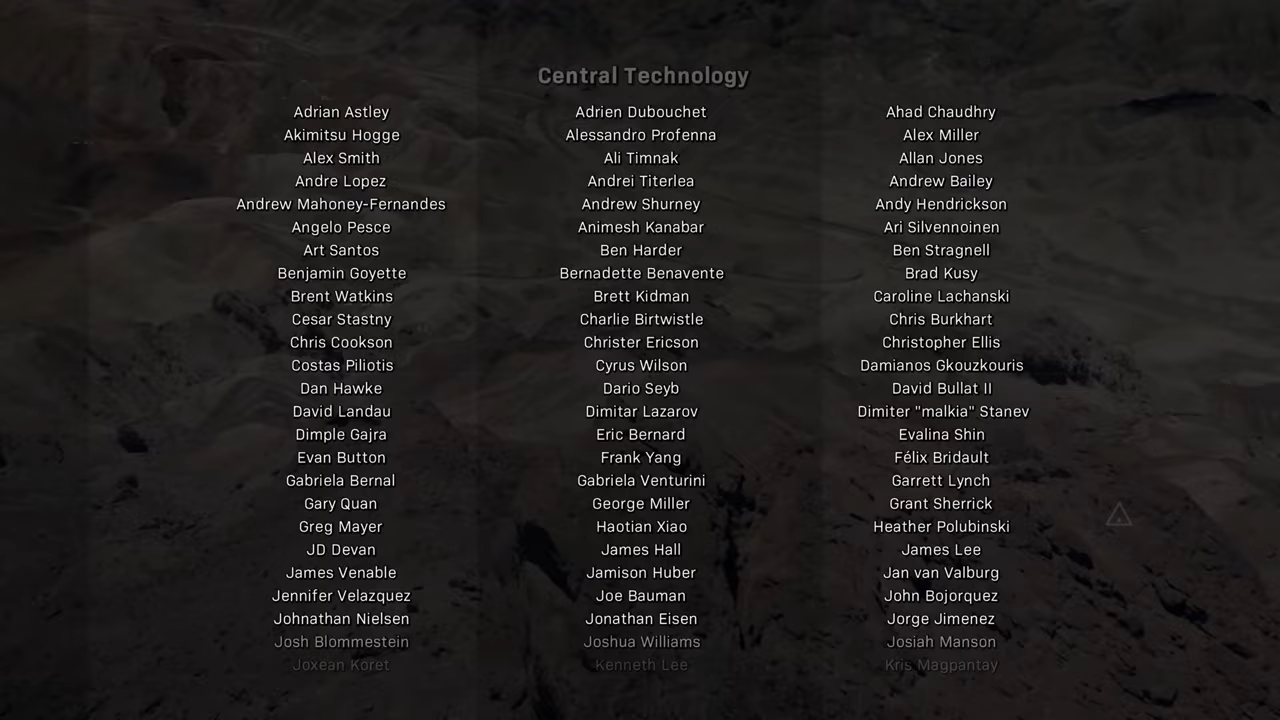 Central Technology
Adrian Astley Adrien Dubouchet Ahad Chaudhry
Akimitsu Hogge Alessandro Profenna Alex Miller
Alex Smith Ali Timnak Allan Jones
Andre Lopez Andrei Titerlea Andrew Bailey
Andrew Mahoney-Fernandes Andrew Shurney Andy Hendrickson
Angelo Pesce Animesh Kanabar Ari Silvennoinen
Art Santos Ben Harder Ben Stragnell
Benjamin Goyette Bernadette Benavente Brad Kusy
Brent Watkins Brett Kidman Caroline Lachanski
Cesar Stastny Charlie Birtwistle Chris Burkhart
Chris Cookson Christer Ericson Christopher Ellis
Costas Piliotis Cyrus Wilson Damianos Gkouzkouris
Dan Hawke Dario Seyb David Bullat II
David Landau Dimitar Lazarov Dimiter "malkia" Stanev
Dimple Gajra Eric Bernard Evalina Shin
Evan Button Frank Yang Félix Bridault
Gabriela Bernal Gabriela Venturini Garrett Lynch
Gary Quan George Miller Grant Sherrick
Greg Mayer Haotian Xiao Heather Polubinski
JD Devan James Hall James Lee
James Venable Jamison Huber Jan van Valburg
Jennifer Velazquez Joe Bauman John Bojorquez
Johnathan Nielsen Jonathan Eisen Jorge Jimenez
Josh Blommestein Joshua Williams Josiah Manson
Joxean Koret Kenneth Lee Kris Magpantay